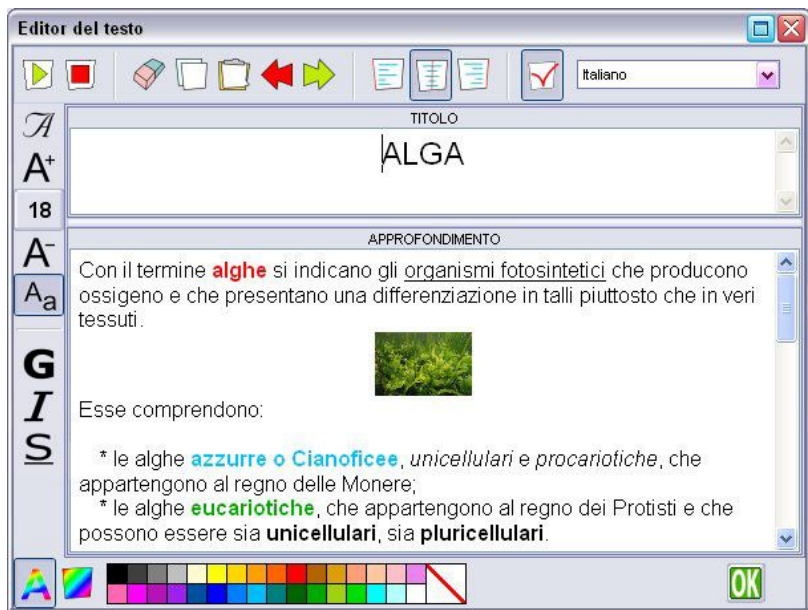 Editor del testo
Italiano
A
A+
18
A-
Aa
G
I
S
TITOLO
ALGA
APPROFONDIMENTO
Con il termine alghe si indicano gli organismi fotosintetici che producono
ossigeno e che presentano una differenziazione in talli piuttosto che in veri
tessuti.
Esse comprendono:
* le alghe azzurre o Cianoficee, unicellulari e procariotiche, che
appartengono al regno delle Monere;
* le alghe eucariotiche, che appartengono al regno dei Protisti e che
possono essere sia unicellulari, sia pluricellulari.
A
OK